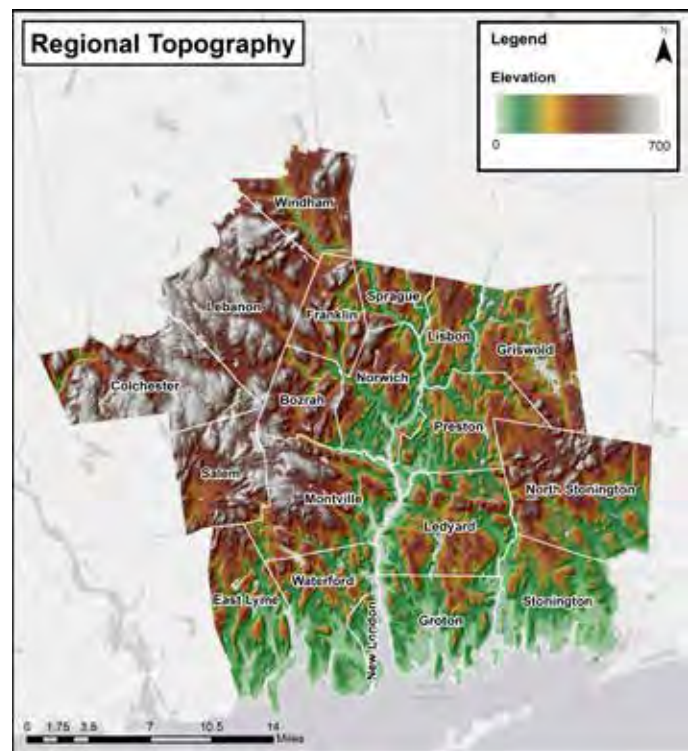 Regional Topography
Legend
N
Elevation
0 700
Windham
Sprague
Lebanon
Franklin
Lisbon
Griswold
Colchester
Norwich
Bozrah
Preston
Salem
North Stonington
Montville
Ledyard
Waterford
East Lyme
Stonington
Groton
New London
0 1.75 3.5 7 10.5 14
Miles